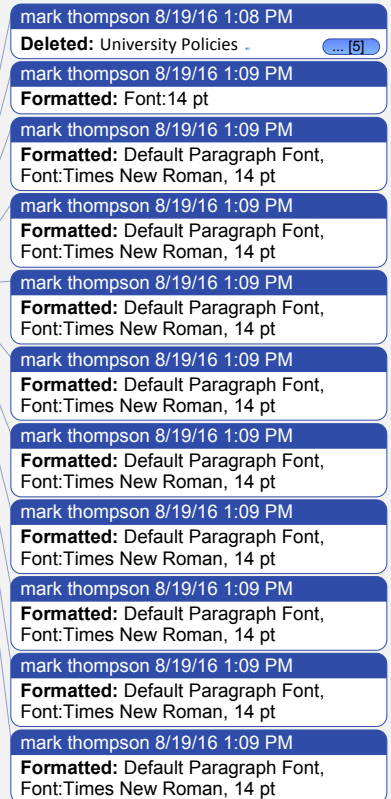 mark thompson 8/19/16 1:08 PM
Deleted: University Policies ... [5]
mark thompson 8/19/16 1:09 PM
Formatted: Font:14 pt
mark thompson 8/19/16 1:09 PM
Formatted: Default Paragraph Font,
Font:Times New Roman, 14 pt
mark thompson 8/19/16 1:09 PM
Formatted: Default Paragraph Font,
Font:Times New Roman, 14 pt
mark thompson 8/19/16 1:09 PM
Formatted: Default Paragraph Font,
Font:Times New Roman, 14 pt
mark thompson 8/19/16 1:09 PM
Formatted: Default Paragraph Font,
Font:Times New Roman, 14 pt
mark thompson 8/19/16 1:09 PM
Formatted: Default Paragraph Font,
Font:Times New Roman, 14 pt
mark thompson 8/19/16 1:09 PM
Formatted: Default Paragraph Font,
Font:Times New Roman, 14 pt
mark thompson 8/19/16 1:09 PM
Formatted: Default Paragraph Font,
Font:Times New Roman, 14 pt
mark thompson 8/19/16 1:09 PM
Formatted: Default Paragraph Font,
Font:Times New Roman, 14 pt
mark thompson 8/19/16 1:09 PM
Formatted: Default Paragraph Font,
Font:Times New Roman, 14 pt